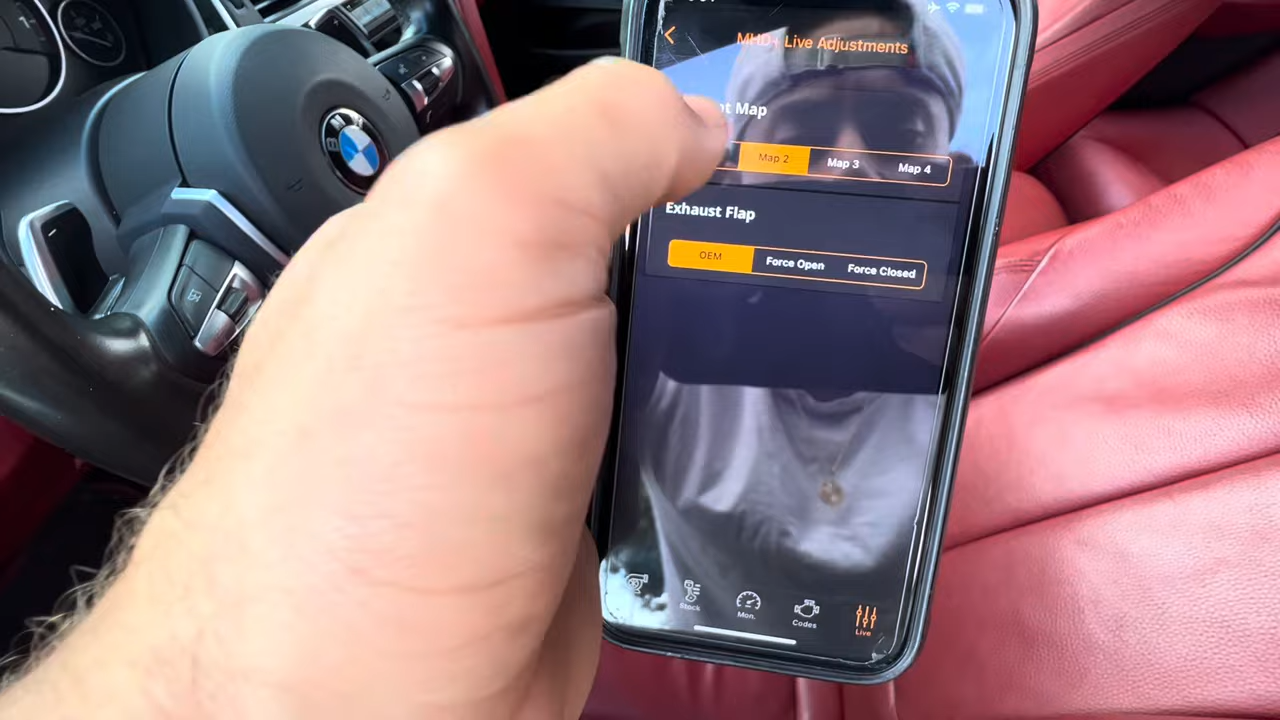 MHD+ Live Adjustments
nt Map
Map 2 Map 3 Map 4
Exhaust Flap
OEM Force Open Force Closed
Stock Mon. Codes Live